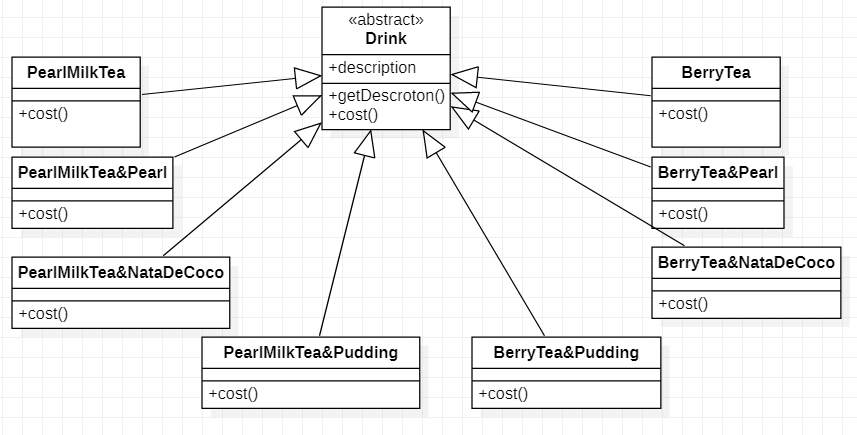 «abstract»
Drink
+description
+getDescroton()
+cost()
PearlMilkTea
+cost()
BerryTea
+cost()
PearlMilkTea&Pearl
+cost()
BerryTea&Pearl
+cost()
PearlMilkTea&NataDeCoco
+cost()
BerryTea&NataDeCoco
+cost()
PearlMilkTea&Pudding
+cost()
BerryTea&Pudding
+cost()